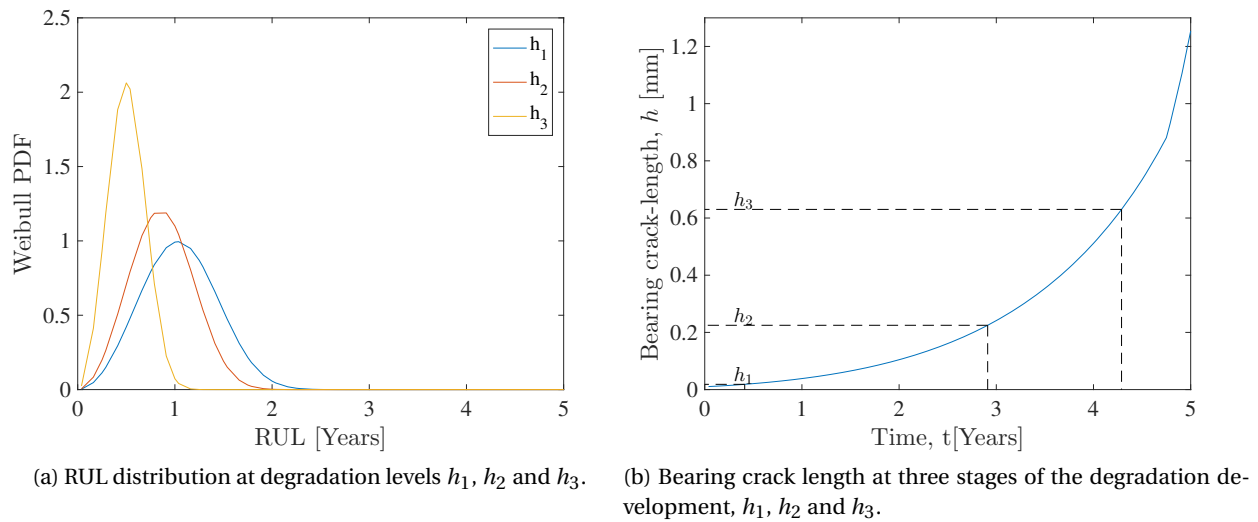 2.5
2
1.5
1
0.5
0
0 1 2 3 4 5
Weibull PDF
RUL [Years]
h₁
h₂
h₃
(a) RUL distribution at degradation levels h₁, h₂ and h₃.
1.2
1
0.8
0.6
0.4
0.2
0
0 1 2 3 4 5
Bearing crack-length, h [mm]
Time, t[Years]
h₃
h₂
h₁
(b) Bearing crack length at three stages of the degradation de-
velopment, h₁, h₂ and h₃.